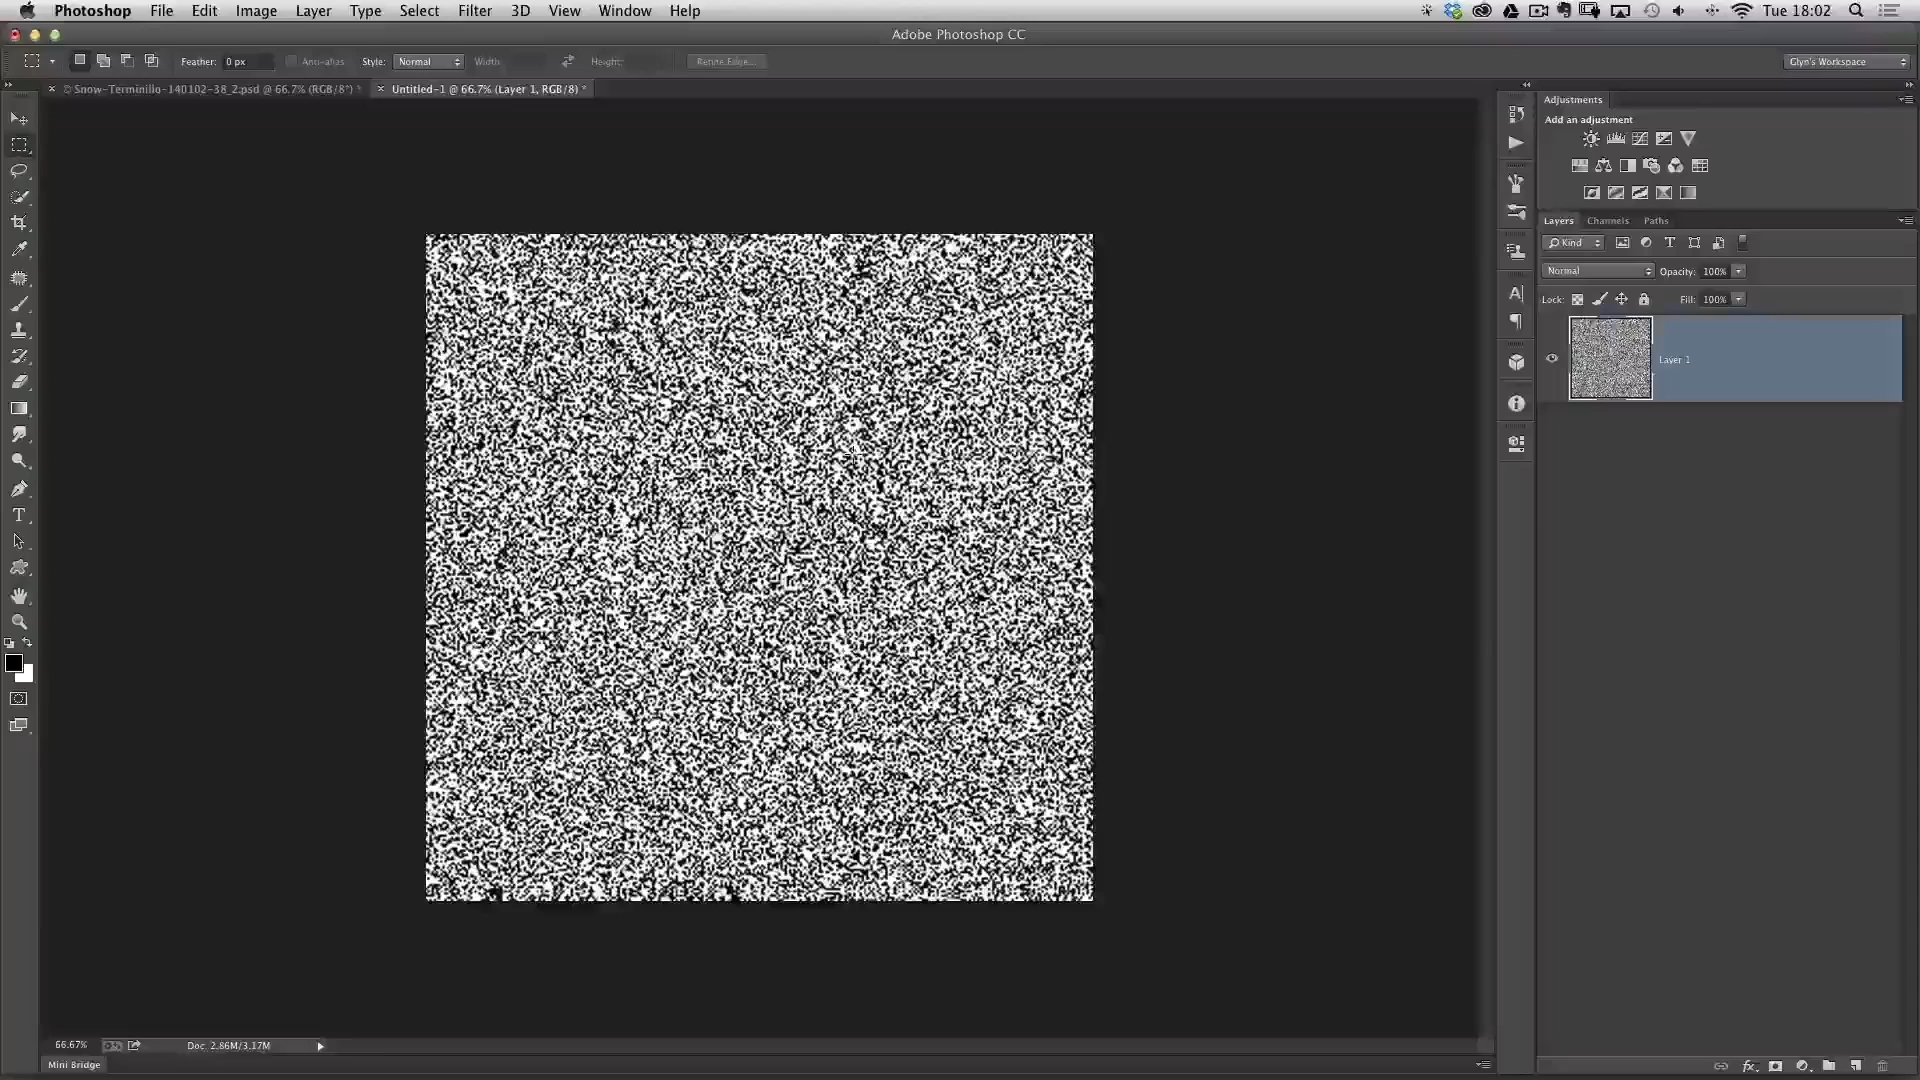 Photoshop File Edit Image Layer Type Select Filter 3D View Window Help Tue 18:02
Adobe Photoshop CC
Feather: 0 px Anti-alias Style: Normal Width: Height: Refine Edge... Glyn's Workspace
© Snow-Terminillo-140102-38_2.psd @ 66.7% (RGB/8*) * Untitled-1 @ 66.7% (Layer 1, RGB/8) *
Adjustments
Add an adjustment
Layers Channels Paths
Kind
Normal Opacity: 100%
Lock: Fill: 100%
Layer 1
66.67% Doc: 2.86M/3.17M
Mini Bridge